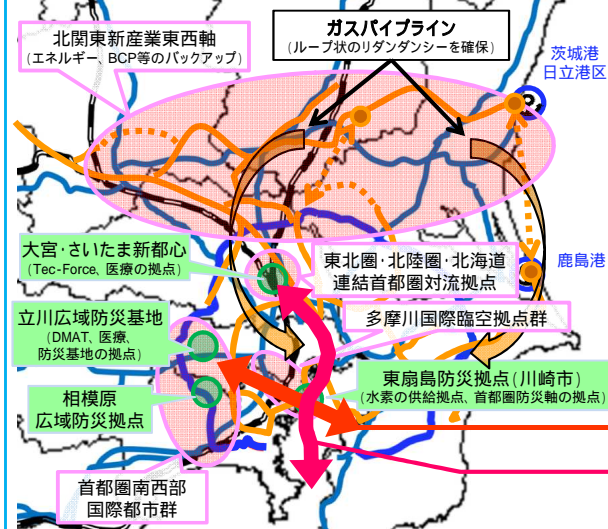 北関東新産業東西軸
(エネルギー、BCP等のバックアップ)
ガスパイプライン
(ループ状のリダンダンシーを確保)
茨城港
日立港区
大宮・さいたま新都心
(Tec-Force、医療の拠点)
東北圏・北陸圏・北海道
連結首都圏対流拠点
鹿島港
立川広域防災基地
(DMAT、医療、
防災基地の拠点)
多摩川国際臨空拠点群
東扇島防災拠点(川崎市)
(水素の供給拠点、首都圏防災軸の拠点)
相模原
広域防災拠点
首都圏南西部
国際都市群